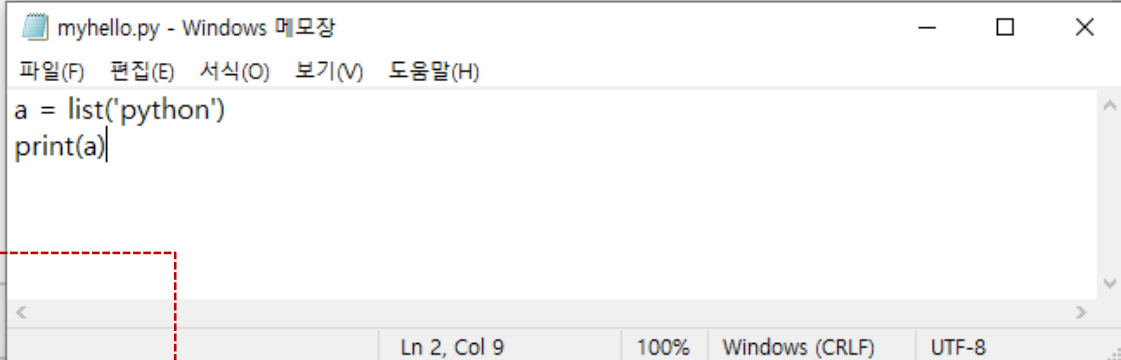 myhello.py - Windows 메모장
파일(F) 편집(E) 서식(O) 보기(V) 도움말(H)
a = list('python')
print(a)
Ln 2, Col 9 100% Windows (CRLF) UTF-8